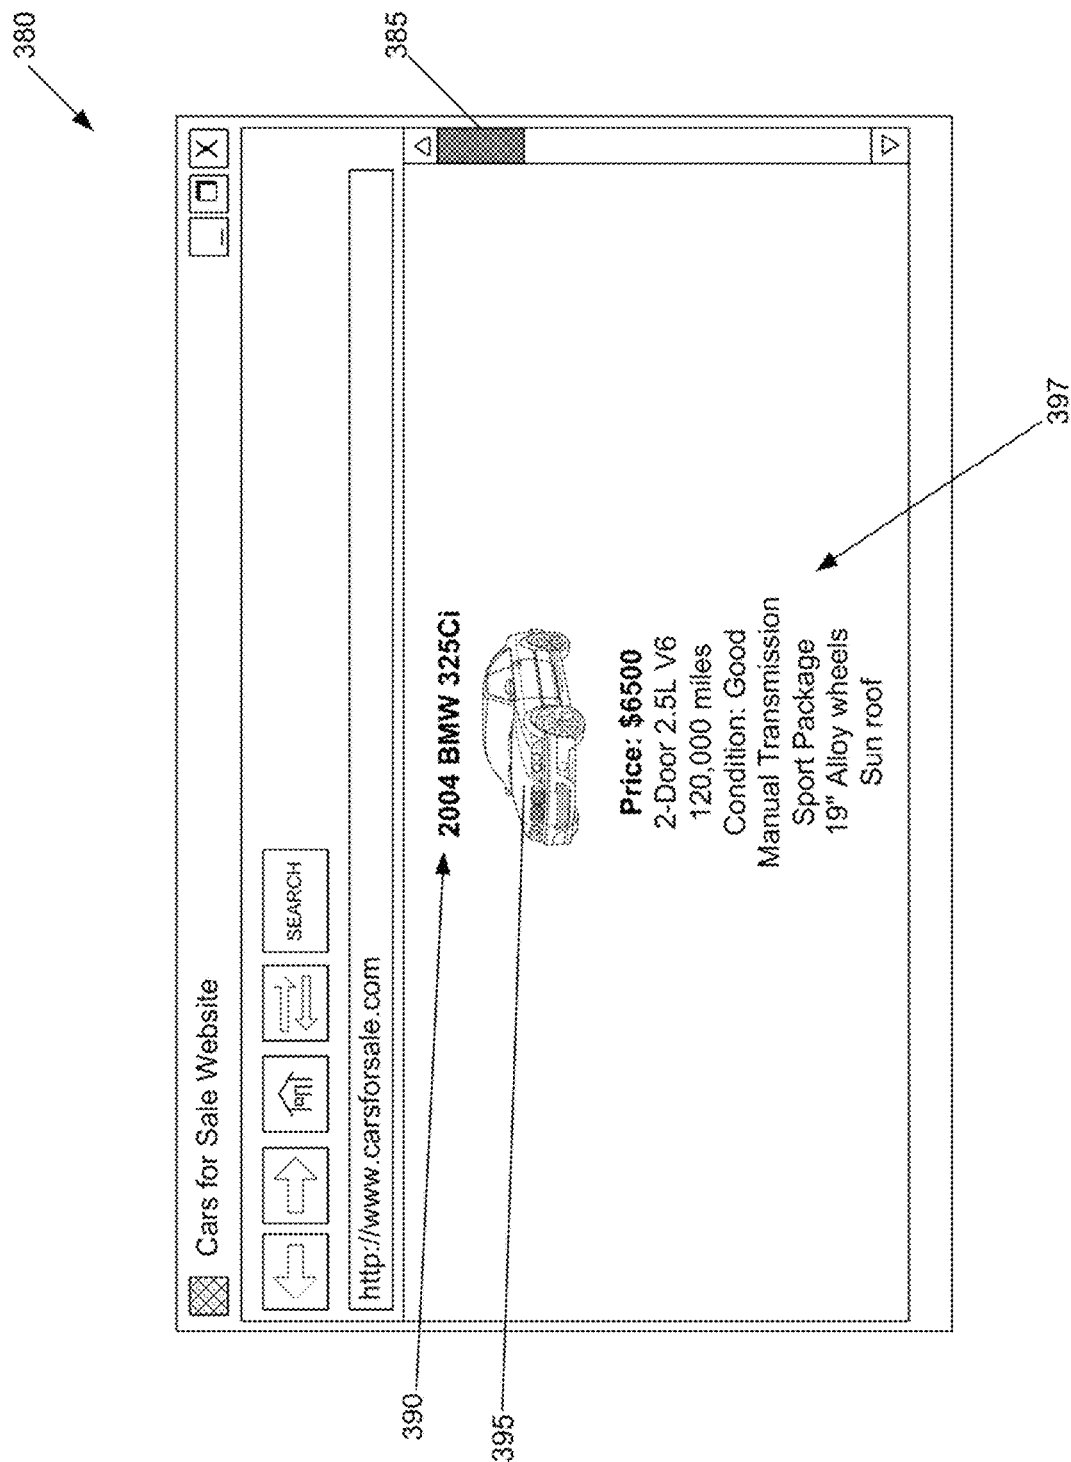 380
385
Cars for Sale Website
SEARCH
http://www.carsforsale.com
390
2004 BMW 325Ci
395
Price: $6500
2-Door 2.5L V6
120,000 miles
Condition: Good
Manual Transmission
Sport Package
19" Alloy wheels
Sun roof
397